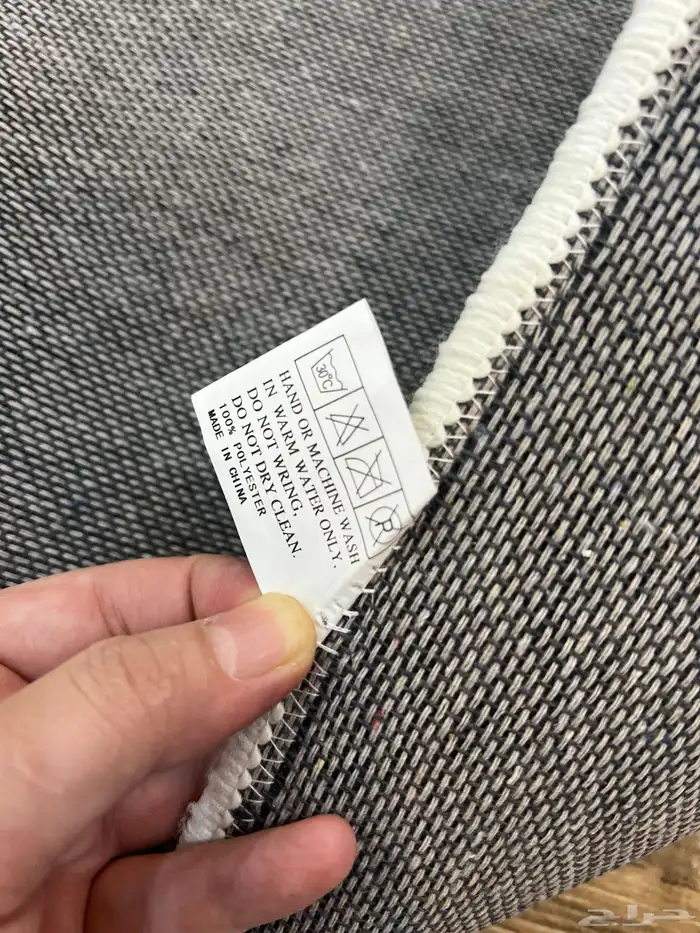 30°C
P
HAND OR MACHINE WASH
IN WARM WATER ONLY.
DO NOT WRING.
DO NOT DRY CLEAN.
100% POLYESTER
MADE IN CHINA
حراج